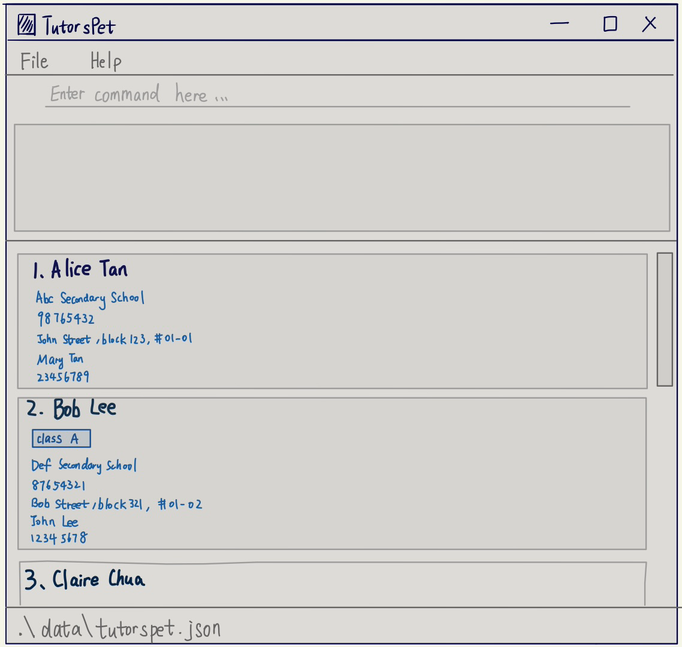 TutorsPet
File Help
Enter command here ...
1. Alice Tan
Abc Secondary School
98765432
John Street, block 123, #01-01
Mary Tan
23456789
2. Bob Lee
class A
Def Secondary School
87654321
Bob Street, block 321, #01-02
John Lee
12345678
3. Claire Chua
.\data\tutorspet.json